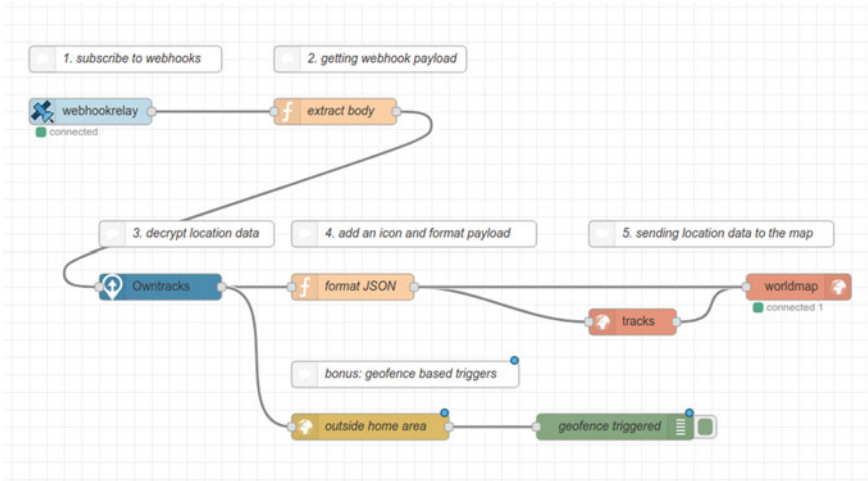 1. subscribe to webhooks
2. getting webhook payload
webhookrelay
extract body
connected
3. decrypt location data
4. add an icon and format payload
5. sending location data to the map
Owntracks
format JSON
worldmap
connected 1
tracks
bonus: geofence based triggers
outside home area
geofence triggered